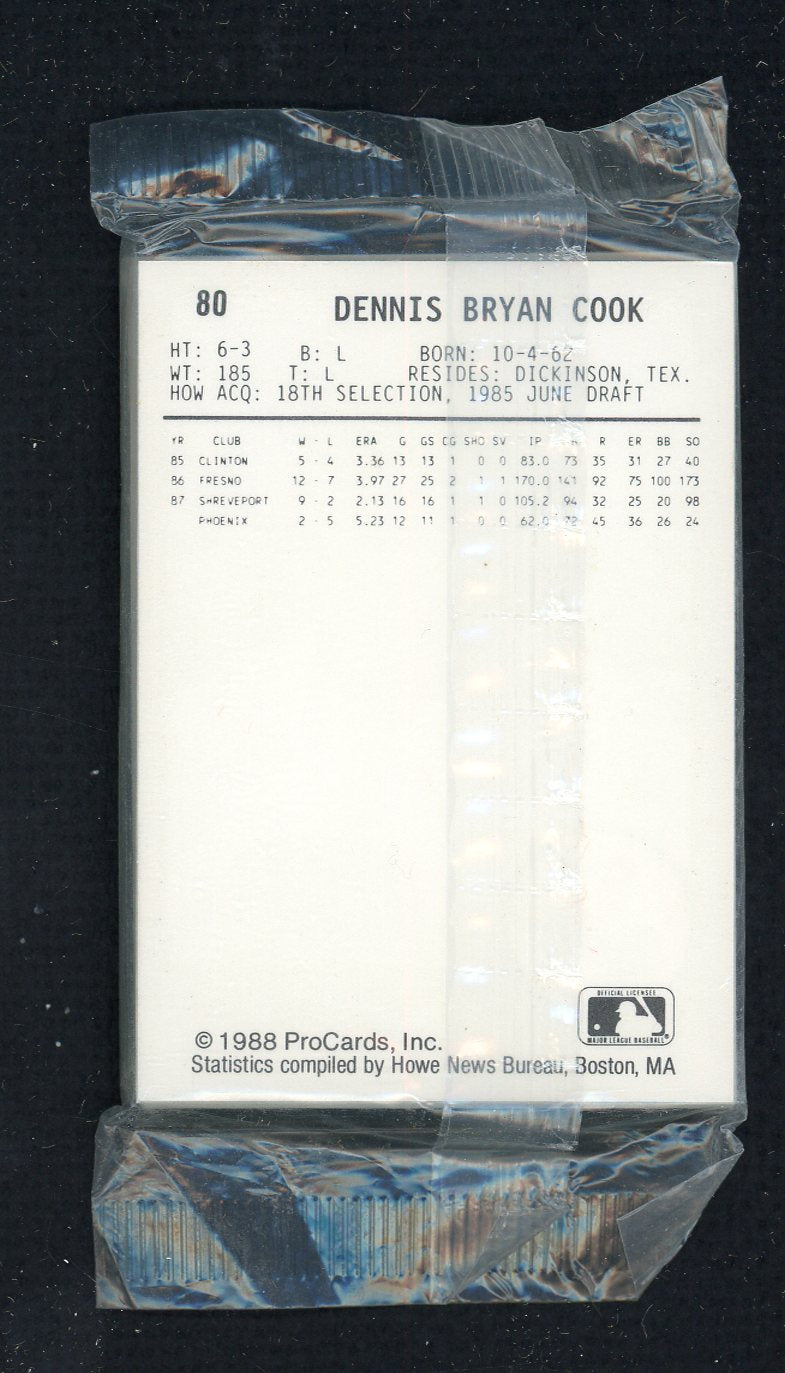 80 DENNIS BRYAN COOK
HT: 6-3 B: L BORN: 10-4-62
WT: 185 T: L RESIDES: DICKINSON, TEX.
HOW ACQ: 18TH SELECTION, 1985 JUNE DRAFT
YR CLUB W - L ERA G GS CG SHO SV IP H R ER BB SO
85 CLINTON 5 - 4 3.36 13 13 1 0 0 83.0 73 35 31 27 40
86 FRESNO 12 - 7 3.97 27 25 2 1 1 170.0 141 92 75 100 173
87 SHREVEPORT 9 - 2 2.13 16 16 1 1 0 105.2 94 32 25 20 98
PHOENIX 2 - 5 5.23 12 11 1 0 0 62.0 72 45 36 26 24
OFFICIAL LICENSEE
MAJOR LEAGUE BASEBALL®
© 1988 ProCards, Inc.
Statistics compiled by Howe News Bureau, Boston, MA